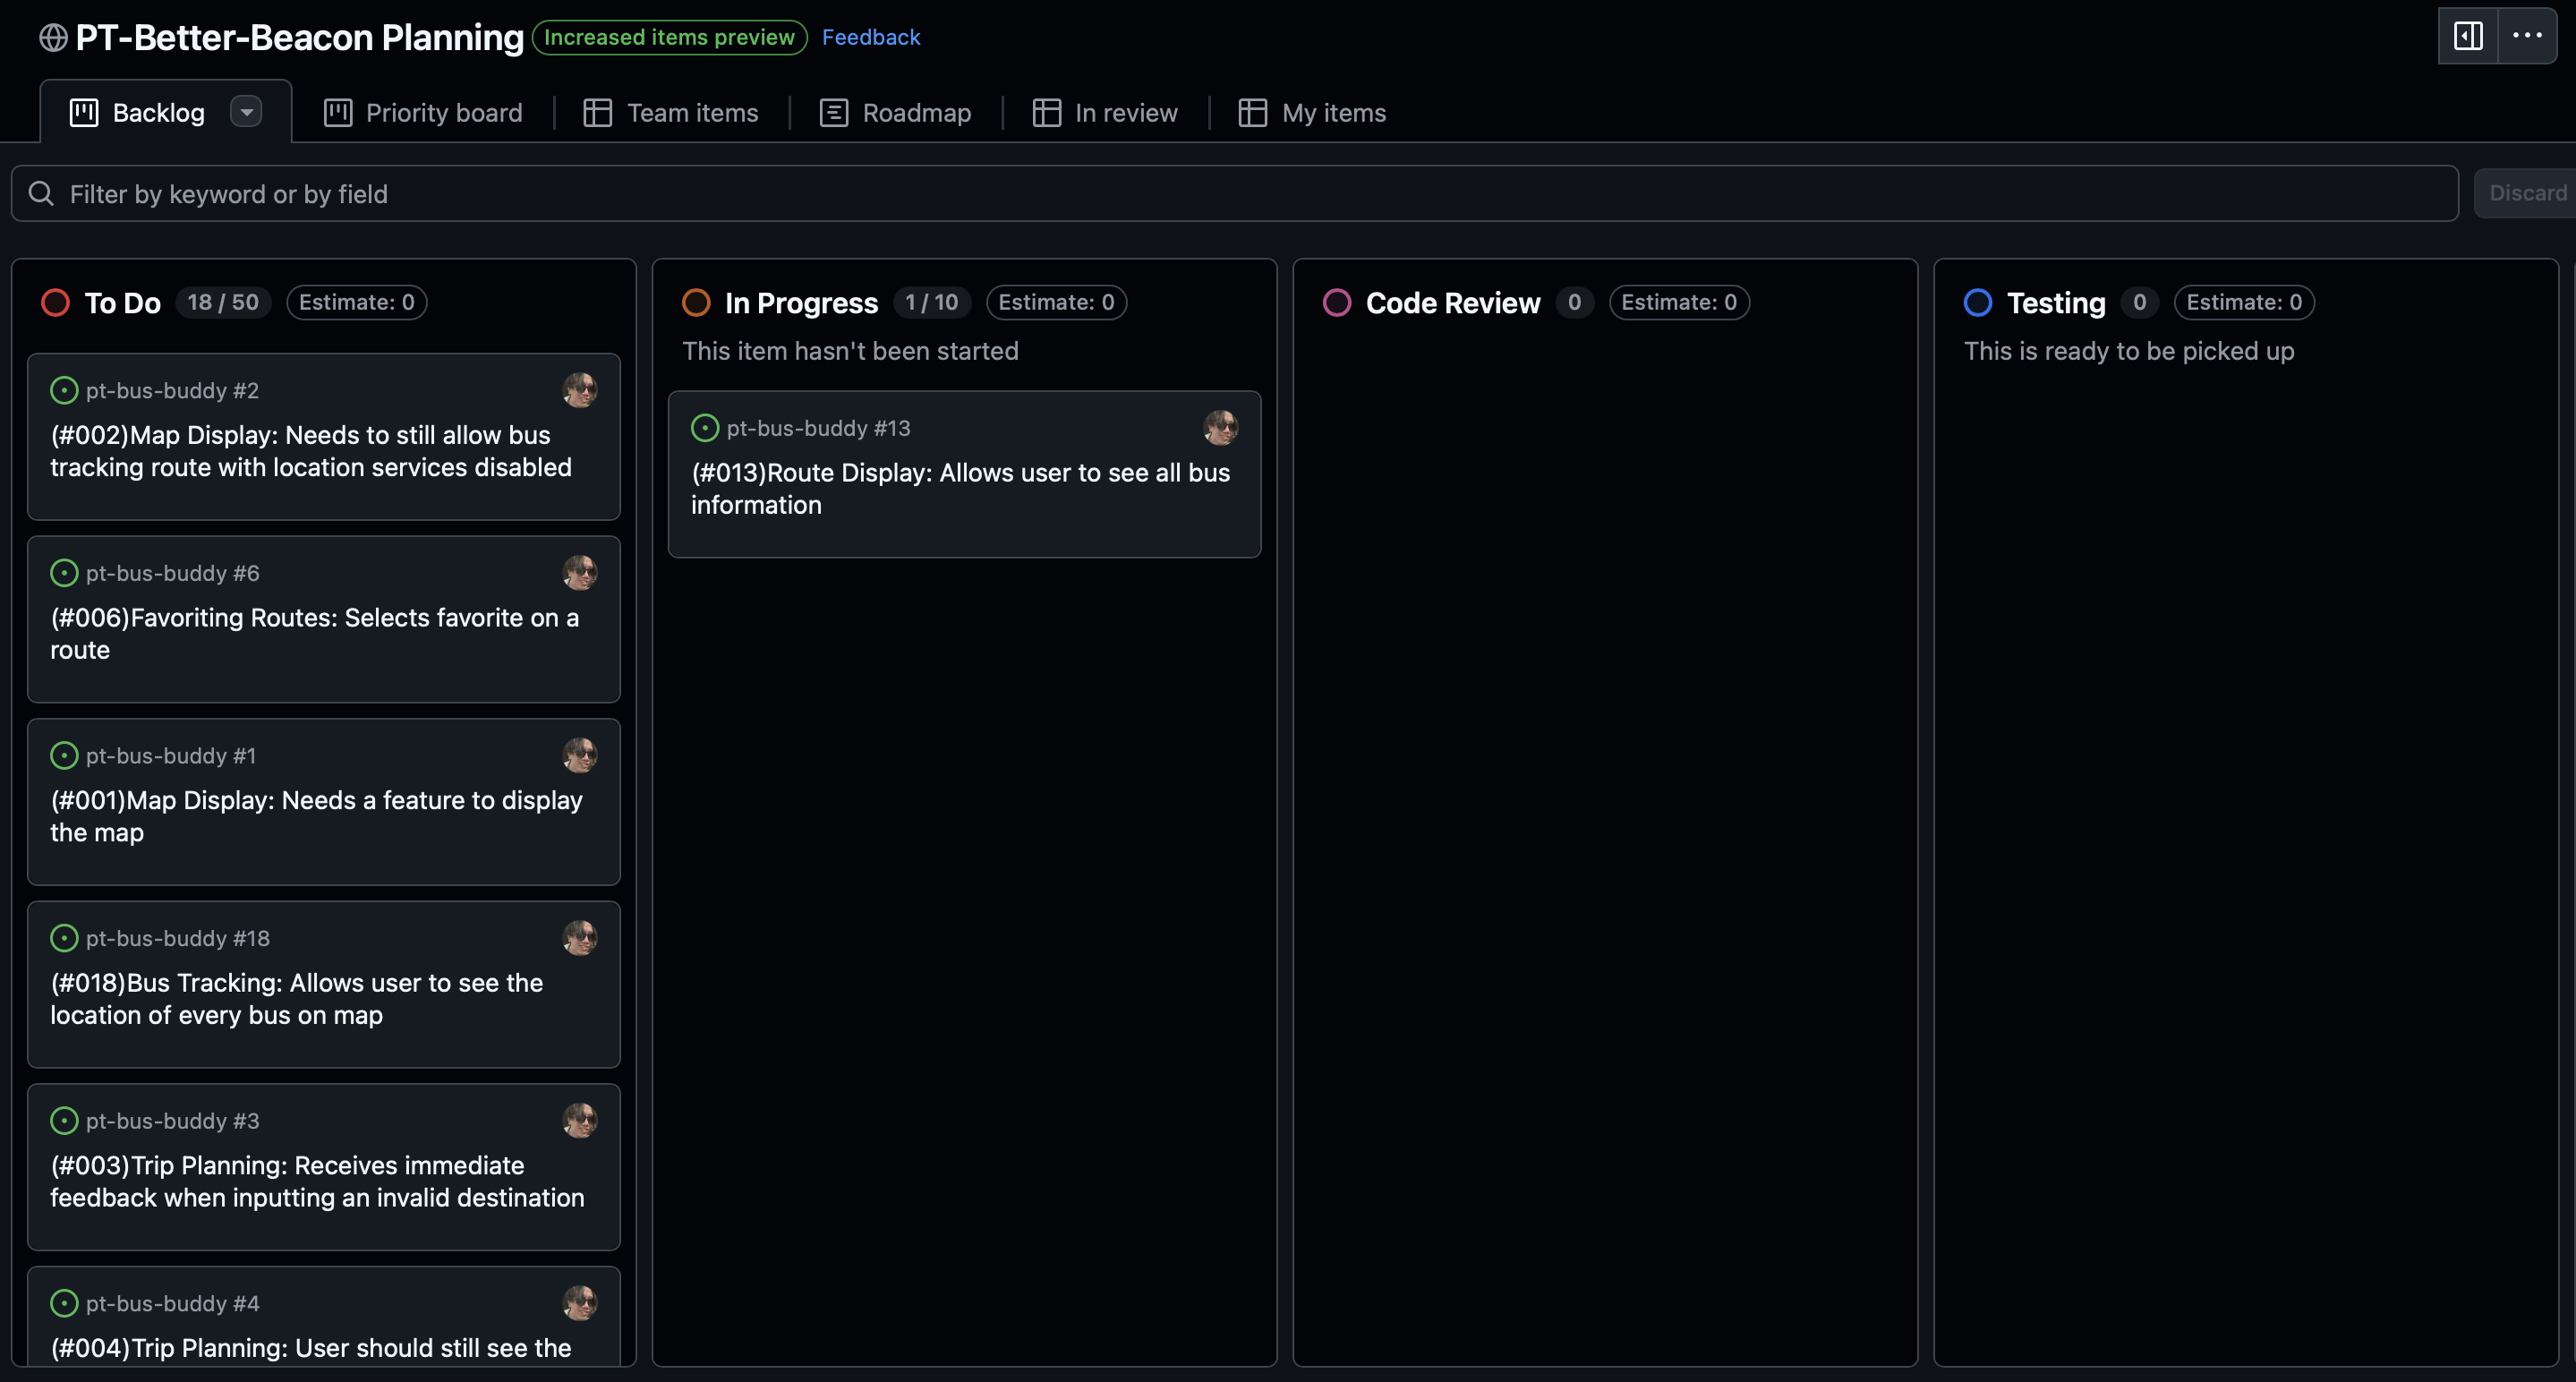 PT-Better-Beacon Planning Increased items preview Feedback
Backlog Priority board Team items Roadmap In review My items
Filter by keyword or by field
Discard
To Do 18 / 50 Estimate: 0
pt-bus-buddy #2
(#002)Map Display: Needs to still allow bus
tracking route with location services disabled
pt-bus-buddy #6
(#006)Favoriting Routes: Selects favorite on a
route
pt-bus-buddy #1
(#001)Map Display: Needs a feature to display
the map
pt-bus-buddy #18
(#018)Bus Tracking: Allows user to see the
location of every bus on map
pt-bus-buddy #3
(#003)Trip Planning: Receives immediate
feedback when inputting an invalid destination
pt-bus-buddy #4
(#004)Trip Planning: User should still see the
In Progress 1 / 10 Estimate: 0
This item hasn't been started
pt-bus-buddy #13
(#013)Route Display: Allows user to see all bus
information
Code Review 0 Estimate: 0
Testing 0 Estimate: 0
This is ready to be picked up